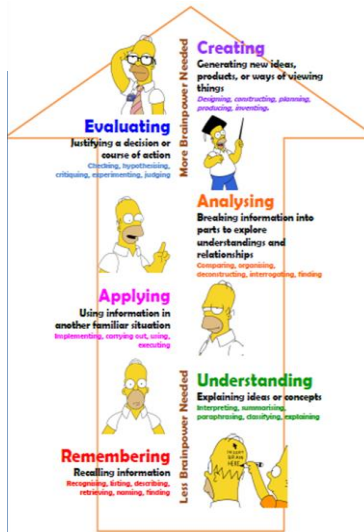 Creating
Generating new ideas,
products, or ways of viewing
things
Designing, constructing, planning,
producing, inventing.
More Brainpower Needed
Evaluating
Justifying a decision or
course of action
Checking, hypothesising,
critiquing, experimenting, judging
Analysing
Breaking information into
parts to explore
understandings and
relationships
Comparing, organising,
deconstructing, interrogating, finding
Applying
Using information in
another familiar situation
Implementing, carrying out, using,
executing
Understanding
Explaining ideas or concepts
Interpreting, summarising,
paraphrasing, classifying, explaining
Less Brainpower Needed
Remembering
Recalling information
Recognising, listing, describing,
retrieving, naming, finding
INSERT
BRAIN
HERE